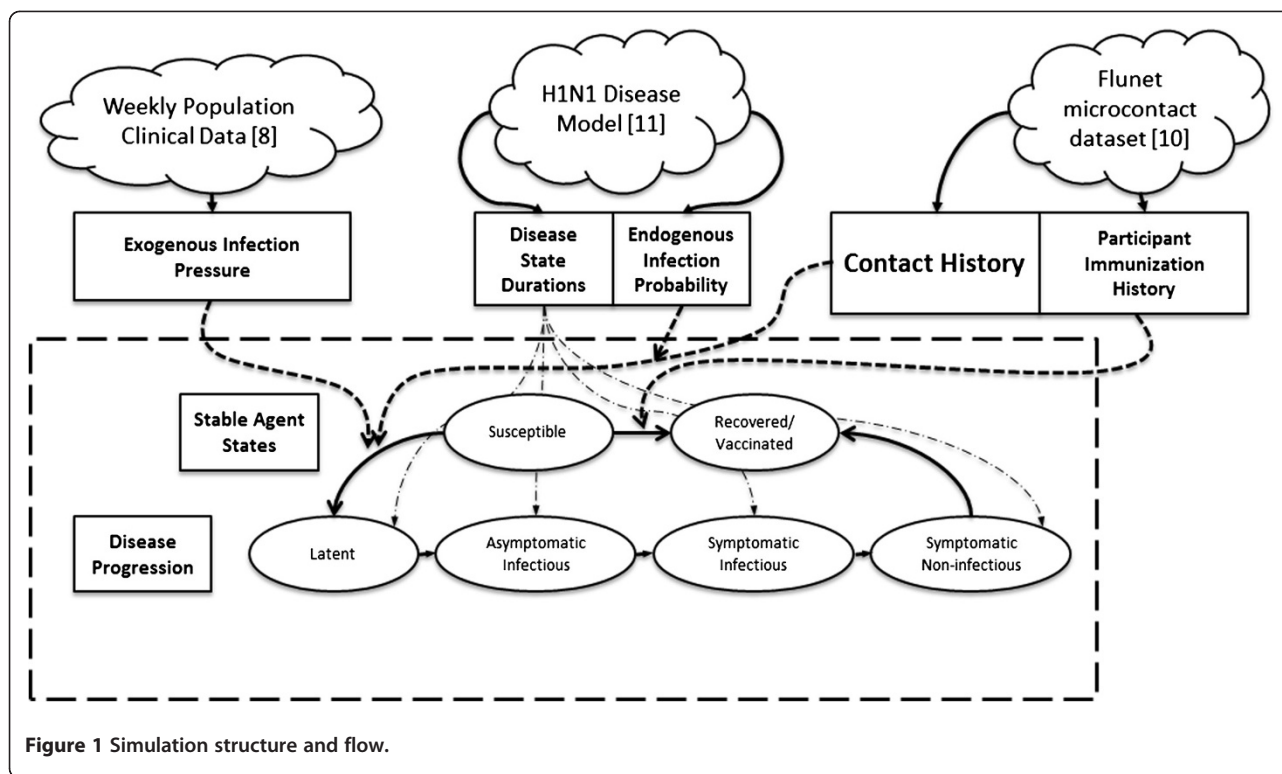 Weekly Population
Clinical Data [8]
H1N1 Disease
Model [11]
Flunet
microcontact
dataset [10]
Exogenous Infection
Pressure
Disease
State
Durations
Endogenous
Infection
Probability
Contact History
Participant
Immunization
History
Stable Agent
States
Susceptible
Recovered/
Vaccinated
Disease
Progression
Latent
Asymptomatic
Infectious
Symptomatic
Infectious
Symptomatic
Non-infectious
Figure 1 Simulation structure and flow.